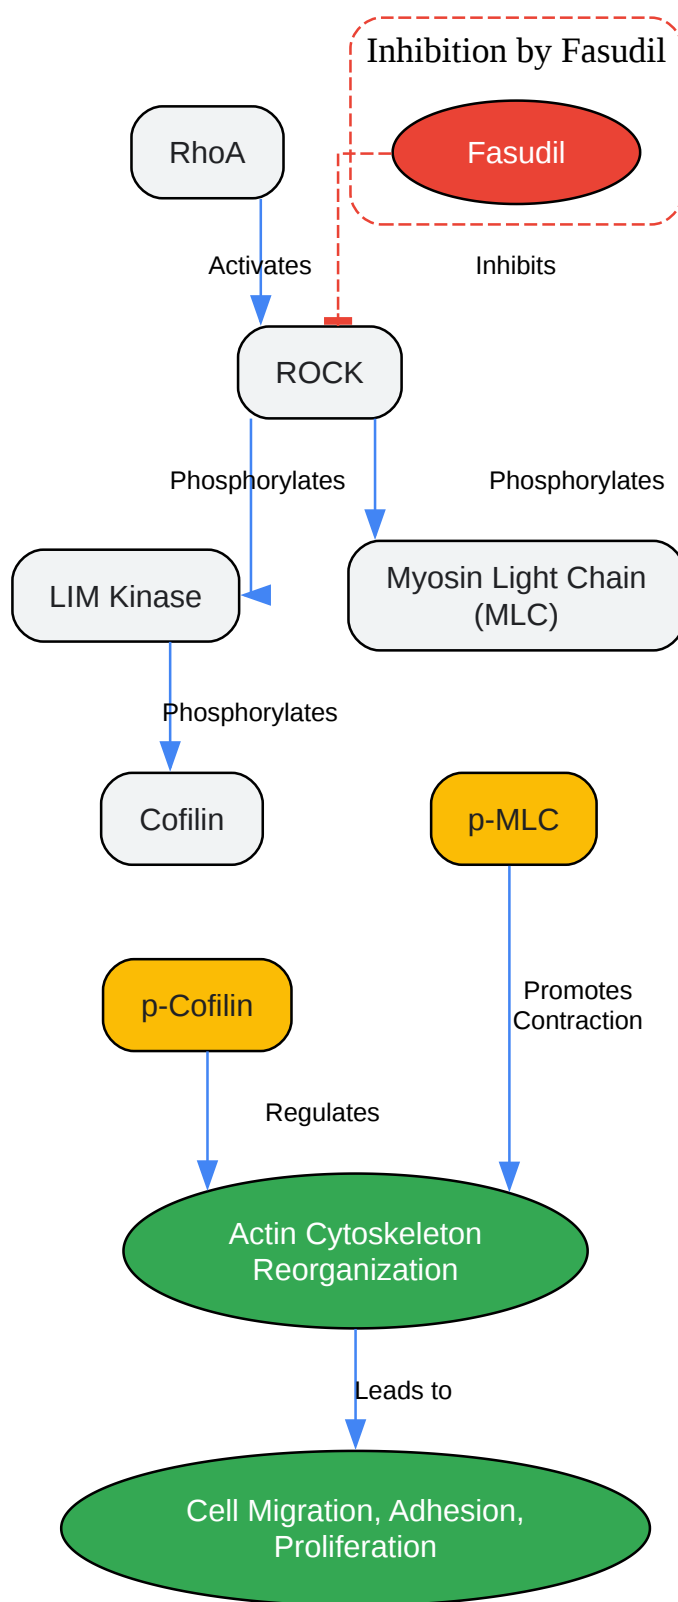 Inhibition by Fasudil
RhoA
Fasudil
Activates
Inhibits
ROCK
Phosphorylates
Phosphorylates
LIM Kinase
Myosin Light Chain
(MLC)
Phosphorylates
Cofilin
p-MLC
p-Cofilin
Promotes
Contraction
Regulates
Actin Cytoskeleton
Reorganization
Leads to
Cell Migration, Adhesion,
Proliferation